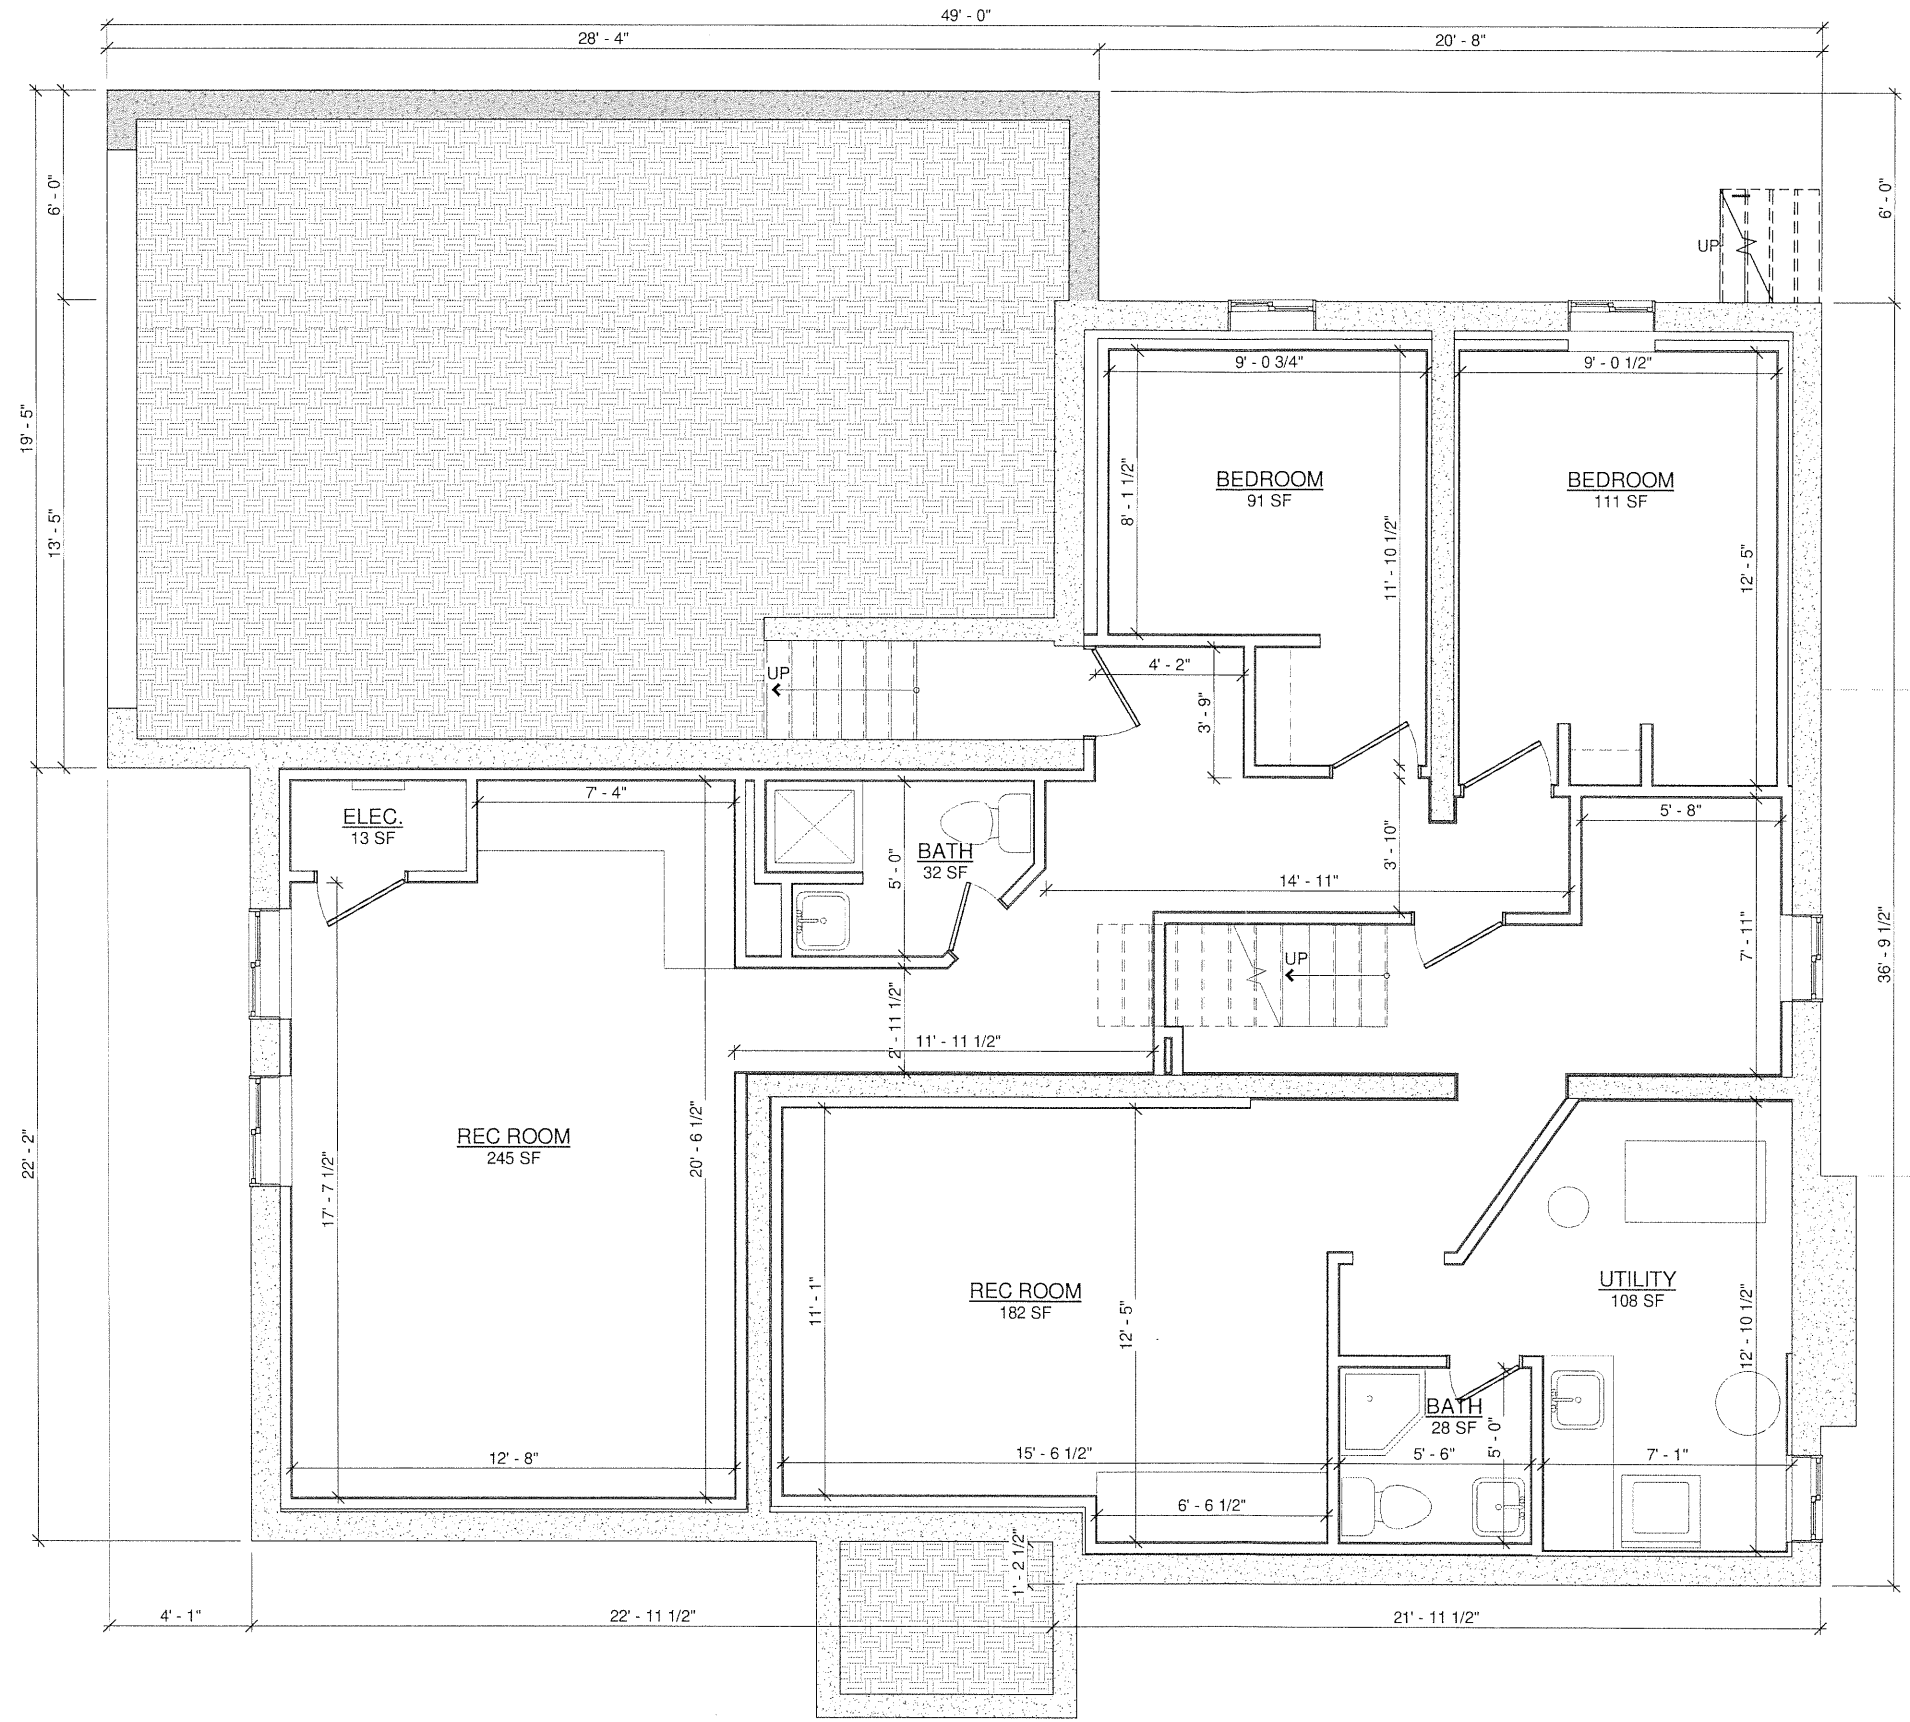 49' - 0"
28' - 4"
20' - 8"
6' - 0"
6' - 0"
UP
19' - 5"
13' - 5"
9' - 0 3/4"
9' - 0 1/2"
8' - 1 1/2"
BEDROOM
91 SF
BEDROOM
111 SF
11' - 10 1/2"
12' - 5"
UP
4' - 2"
3' - 9"
7' - 4"
ELEC.
13 SF
BATH
32 SF
5' - 0"
3' - 10"
5' - 8"
14' - 11"
7' - 11"
36' - 9 1/2"
UP
2' - 11 1/2"
11' - 11 1/2"
22' - 2"
REC ROOM
245 SF
17' - 7 1/2"
20' - 6 1/2"
REC ROOM
182 SF
11' - 1"
12' - 5"
UTILITY
108 SF
12' - 10 1/2"
BATH
28 SF
5' - 0"
12' - 8"
15' - 6 1/2"
5' - 6"
7' - 1"
6' - 6 1/2"
1' - 2 1/2"
4' - 1"
22' - 11 1/2"
21' - 11 1/2"